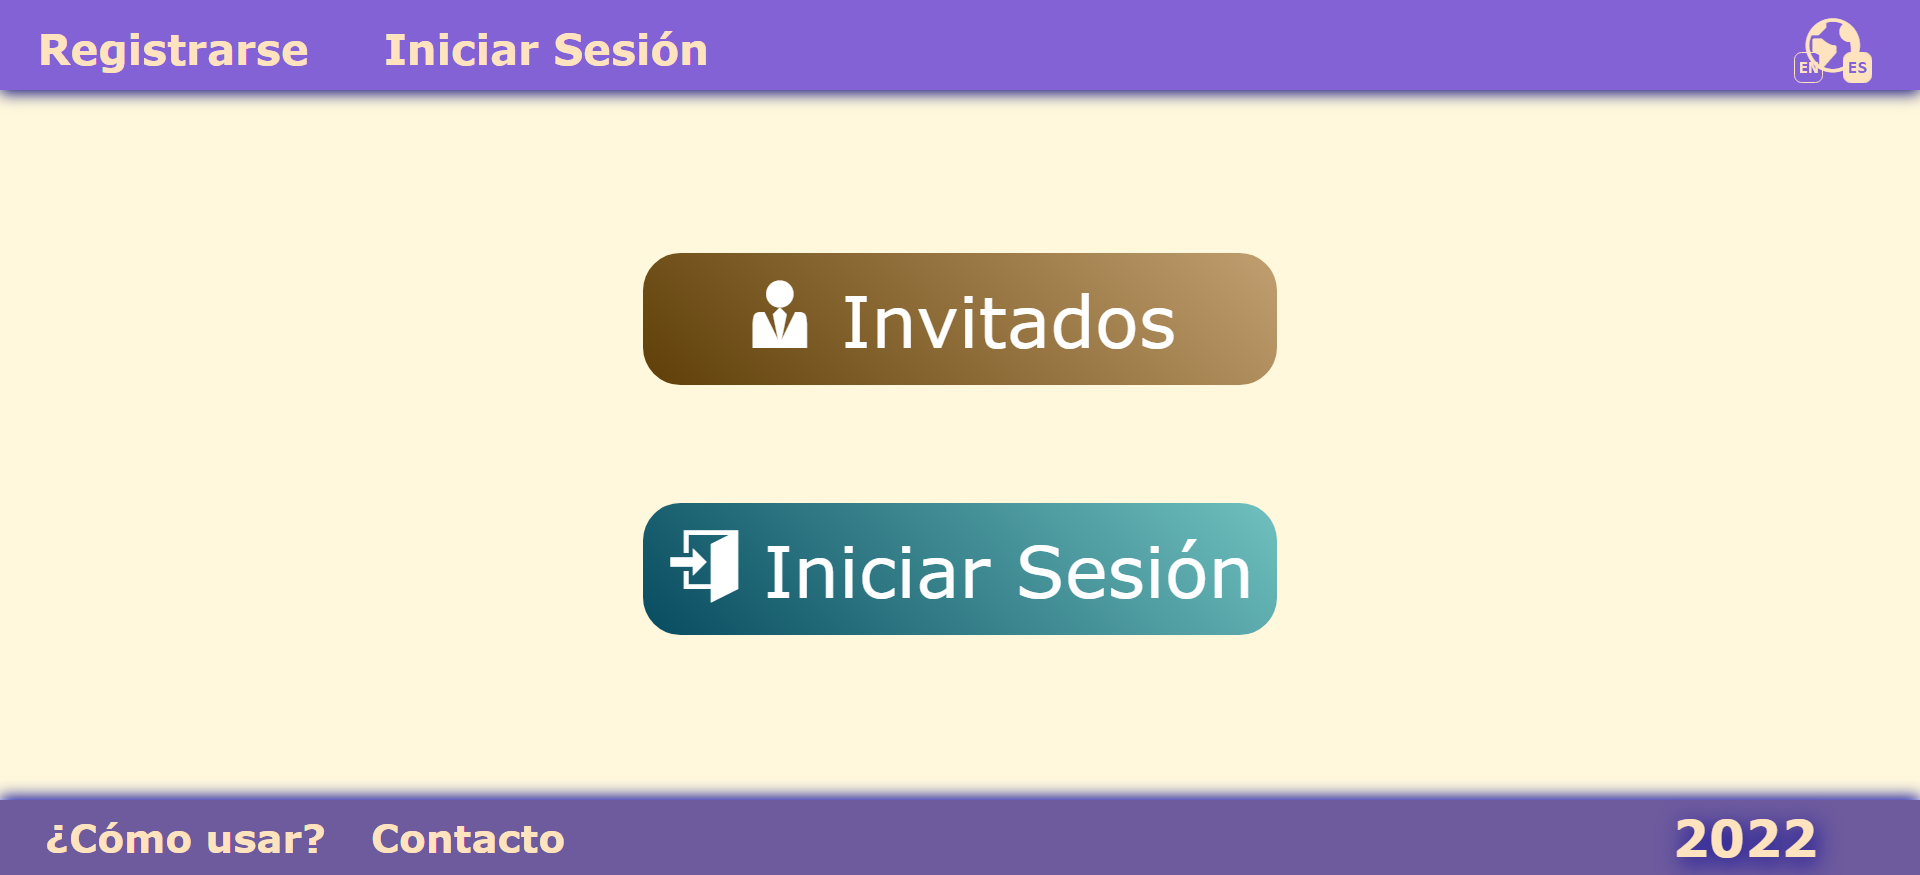 Registrarse Iniciar Sesión EN ES
Invitados
Iniciar Sesión
¿Cómo usar? Contacto 2022